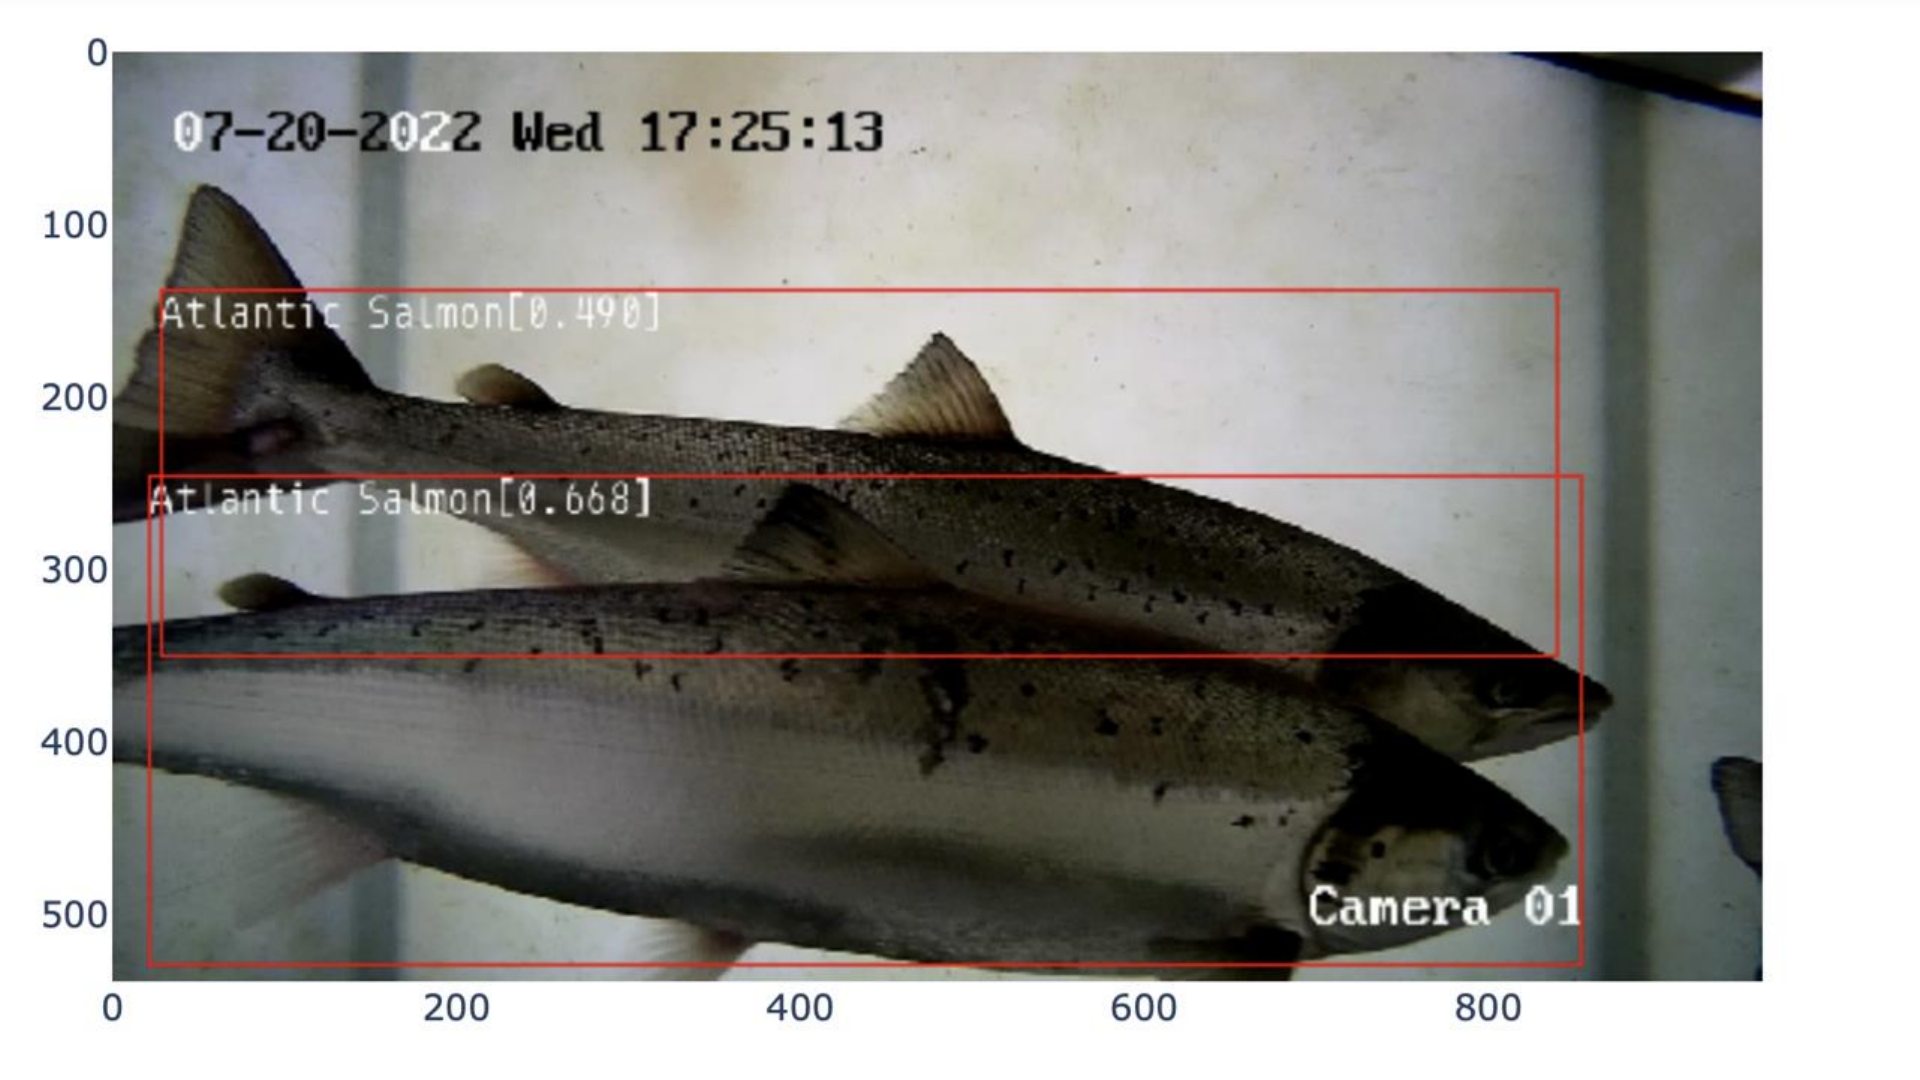 0
07-20-2022 Wed 17:25:13
100
Atlantic Salmon[0.490]
200
Atlantic Salmon[0.668]
300
400
Camera 01
500
0 200 400 600 800